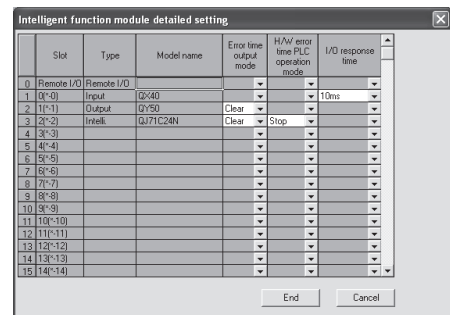 Intelligent function module detailed setting
Slot Type Model name Error time output mode H/W error time PLC operation mode I/O response time
0 Remote I/O Remote I/O
1 0(*-0) Input QX40 10ms
2 1(*-1) Output QY50 Clear
3 2(*-2) Intelli. QJ71C24N Clear Stop
4 3(*-3)
5 4(*-4)
6 5(*-5)
7 6(*-6)
8 7(*-7)
9 8(*-8)
10 9(*-9)
11 10(*-10)
12 11(*-11)
13 12(*-12)
14 13(*-13)
15 14(*-14)
End Cancel